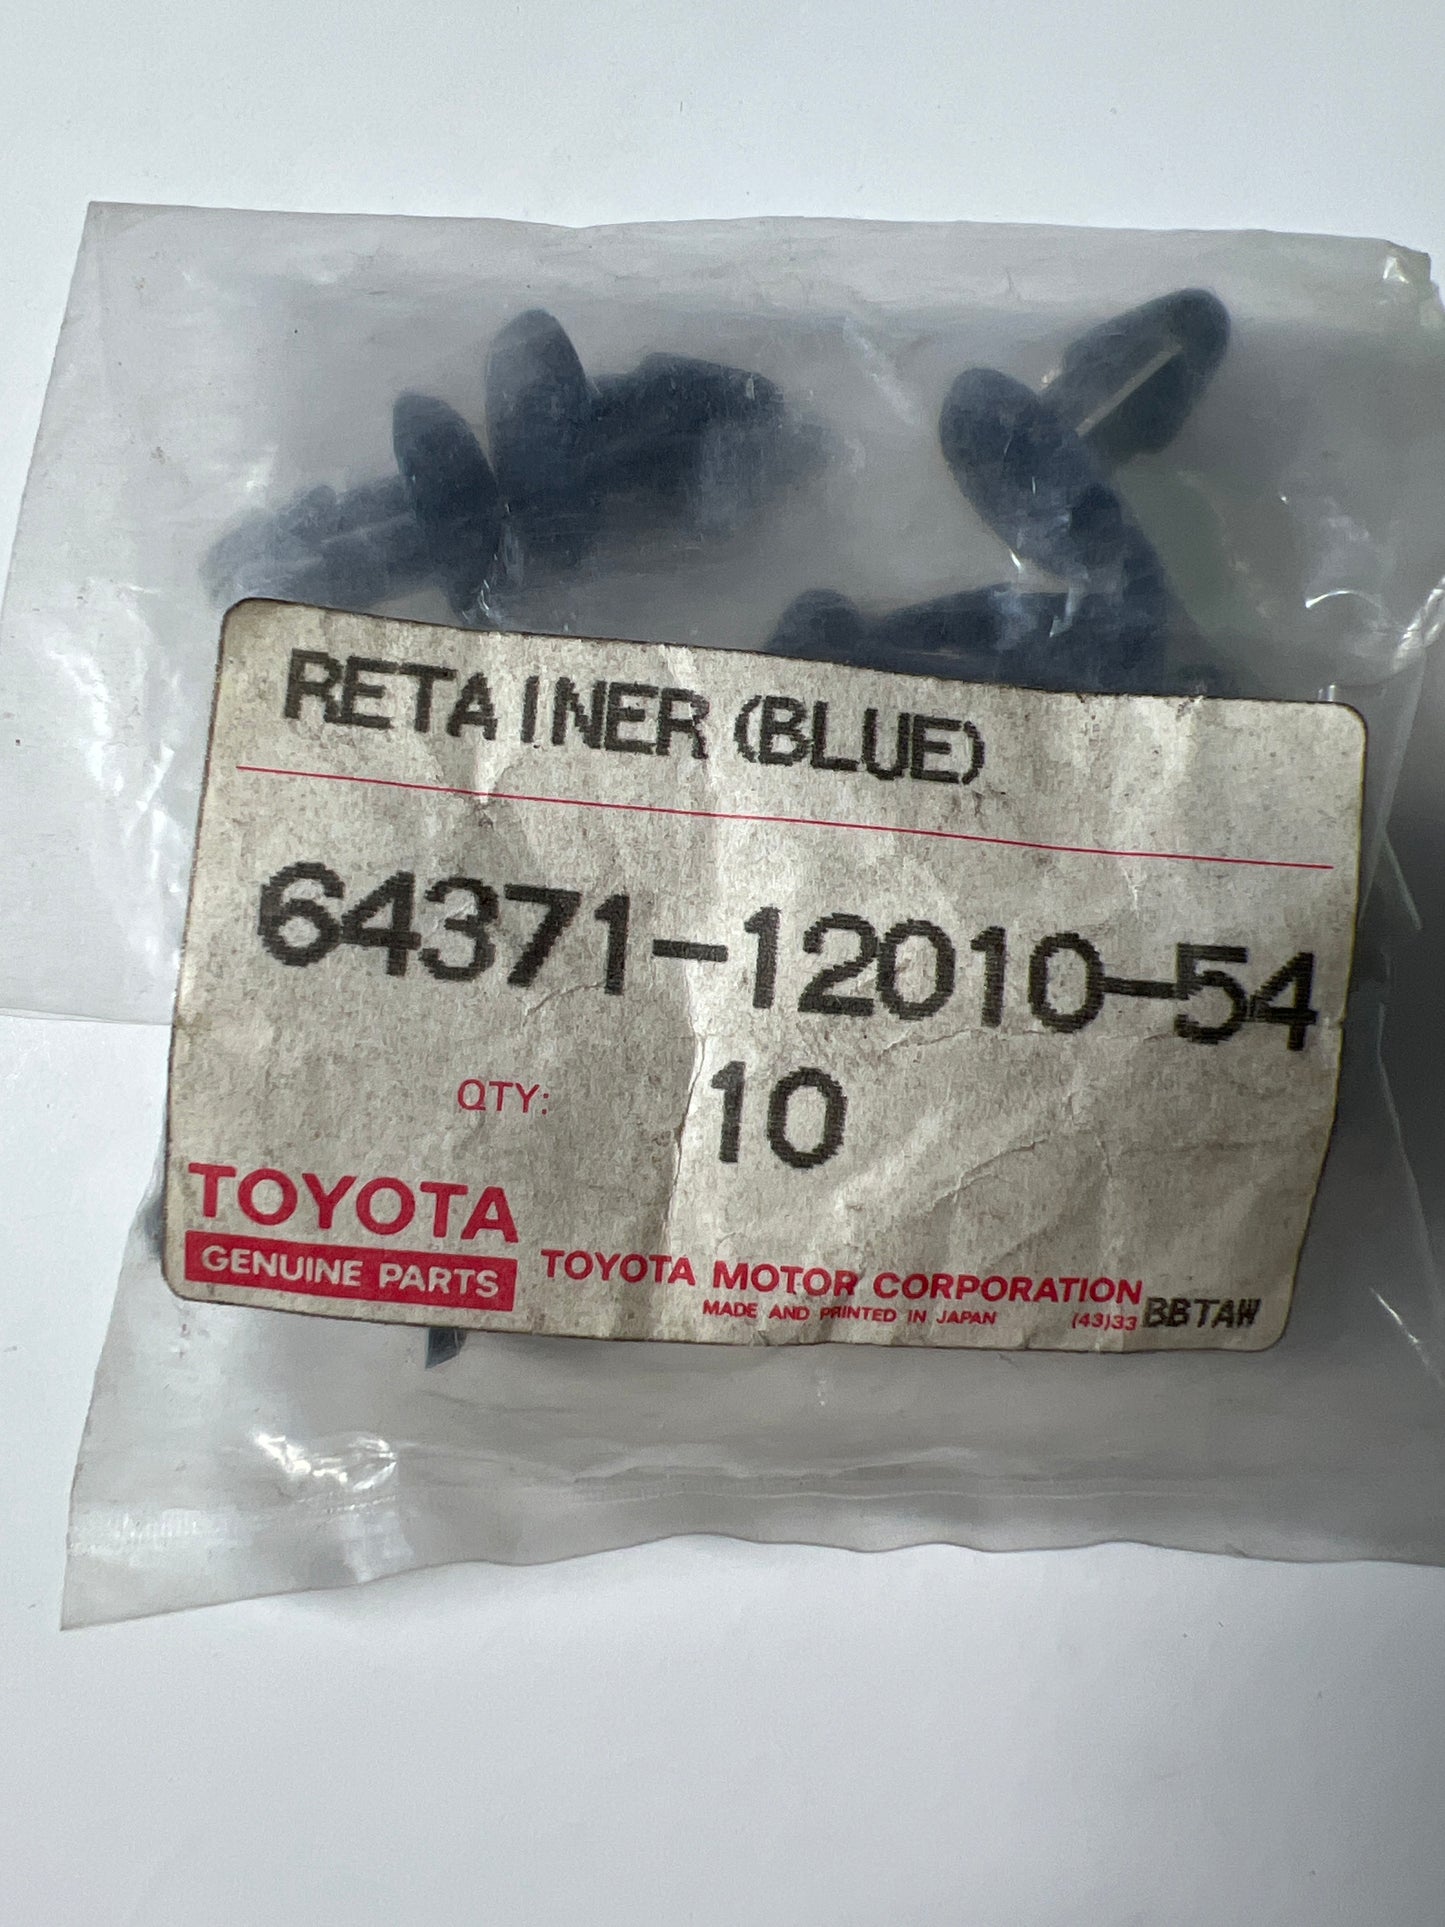 RETAINER (BLUE)
64371-12010-54
QTY: 10
TOYOTA
GENUINE PARTS
TOYOTA MOTOR CORPORATION
MADE AND PRINTED IN JAPAN (43)33 BBTAW